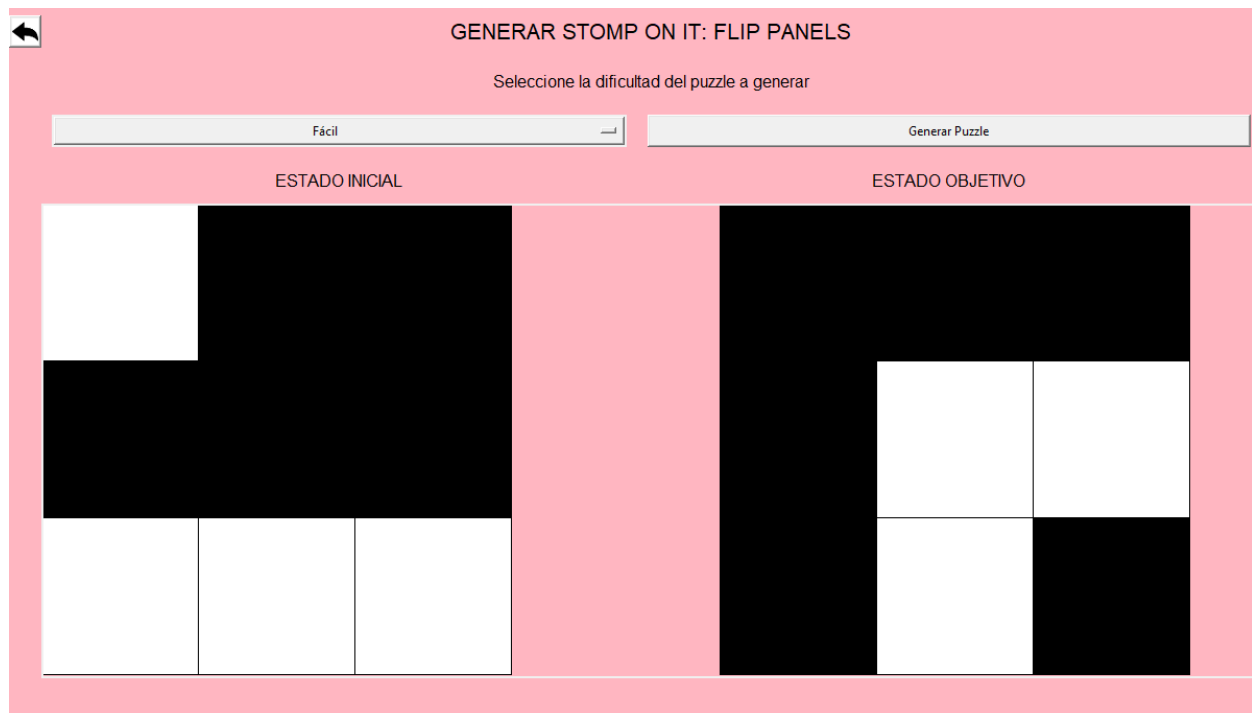 GENERAR STOMP ON IT: FLIP PANELS
Seleccione la dificultad del puzzle a generar
Fácil
Generar Puzzle
ESTADO INICIAL
ESTADO OBJETIVO